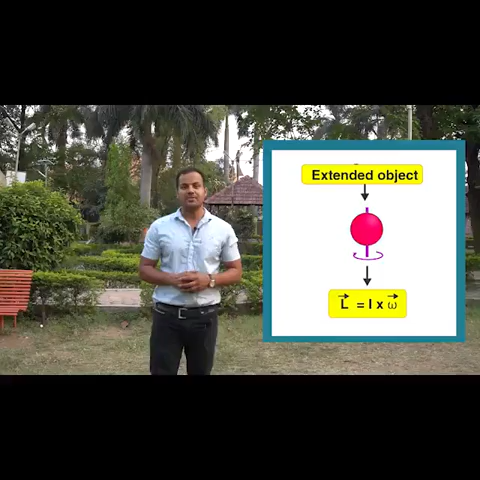 Extended object
L⃗ = I x ω⃗